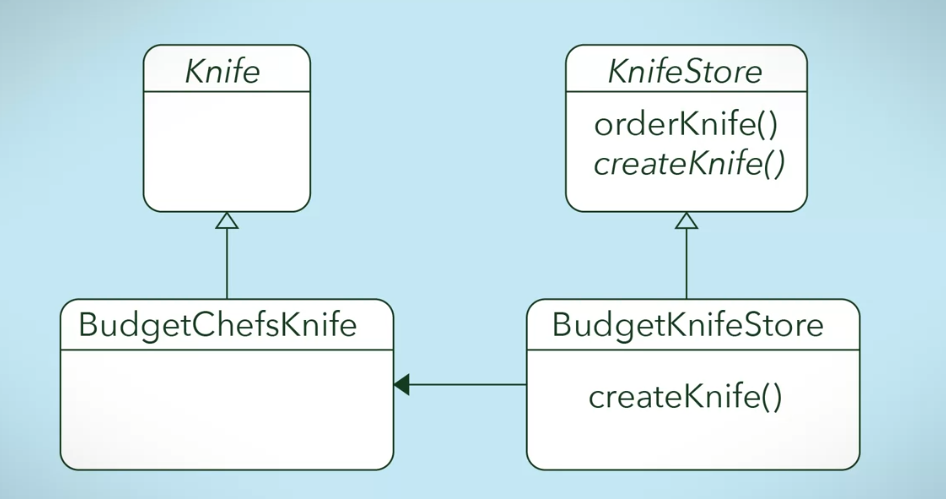 Knife
KnifeStore
orderKnife()
createKnife()
BudgetChefsKnife
BudgetKnifeStore
createKnife()